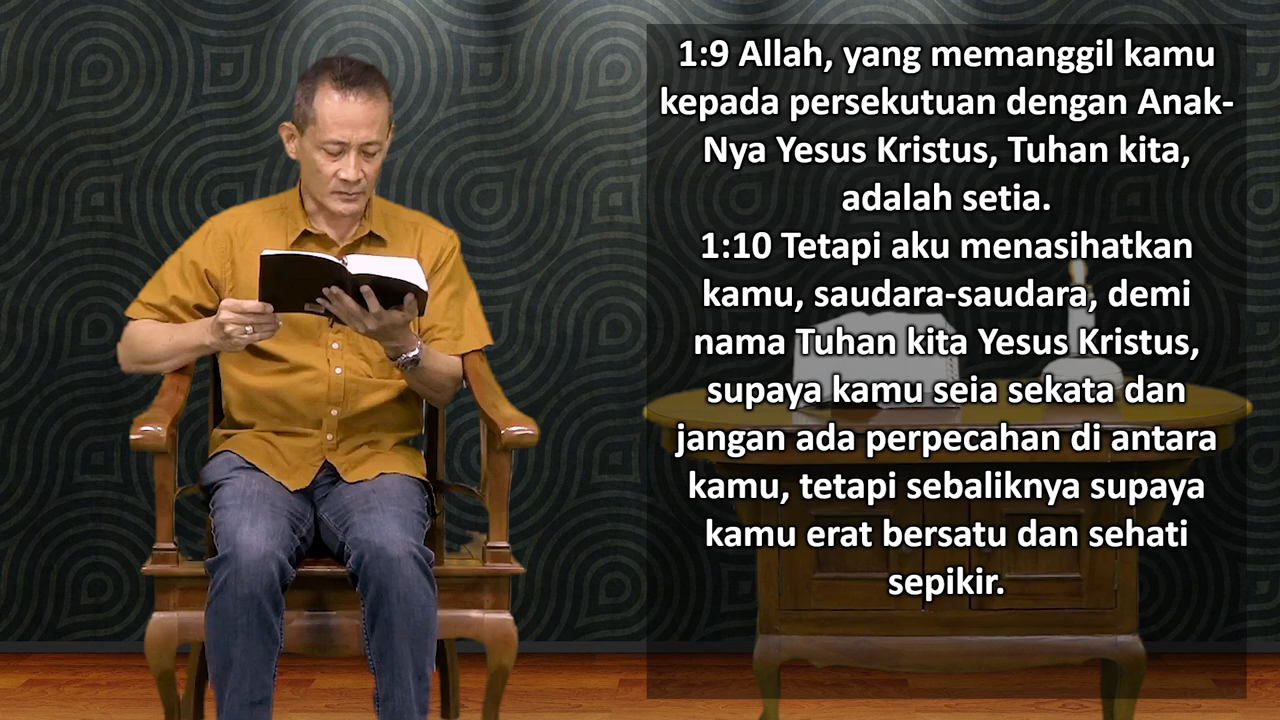 1:9 Allah, yang memanggil kamu
kepada persekutuan dengan Anak-
Nya Yesus Kristus, Tuhan kita,
adalah setia.
1:10 Tetapi aku menasihatkan
kamu, saudara-saudara, demi
nama Tuhan kita Yesus Kristus,
supaya kamu seia sekata dan
jangan ada perpecahan di antara
kamu, tetapi sebaliknya supaya
kamu erat bersatu dan sehati
sepikir.